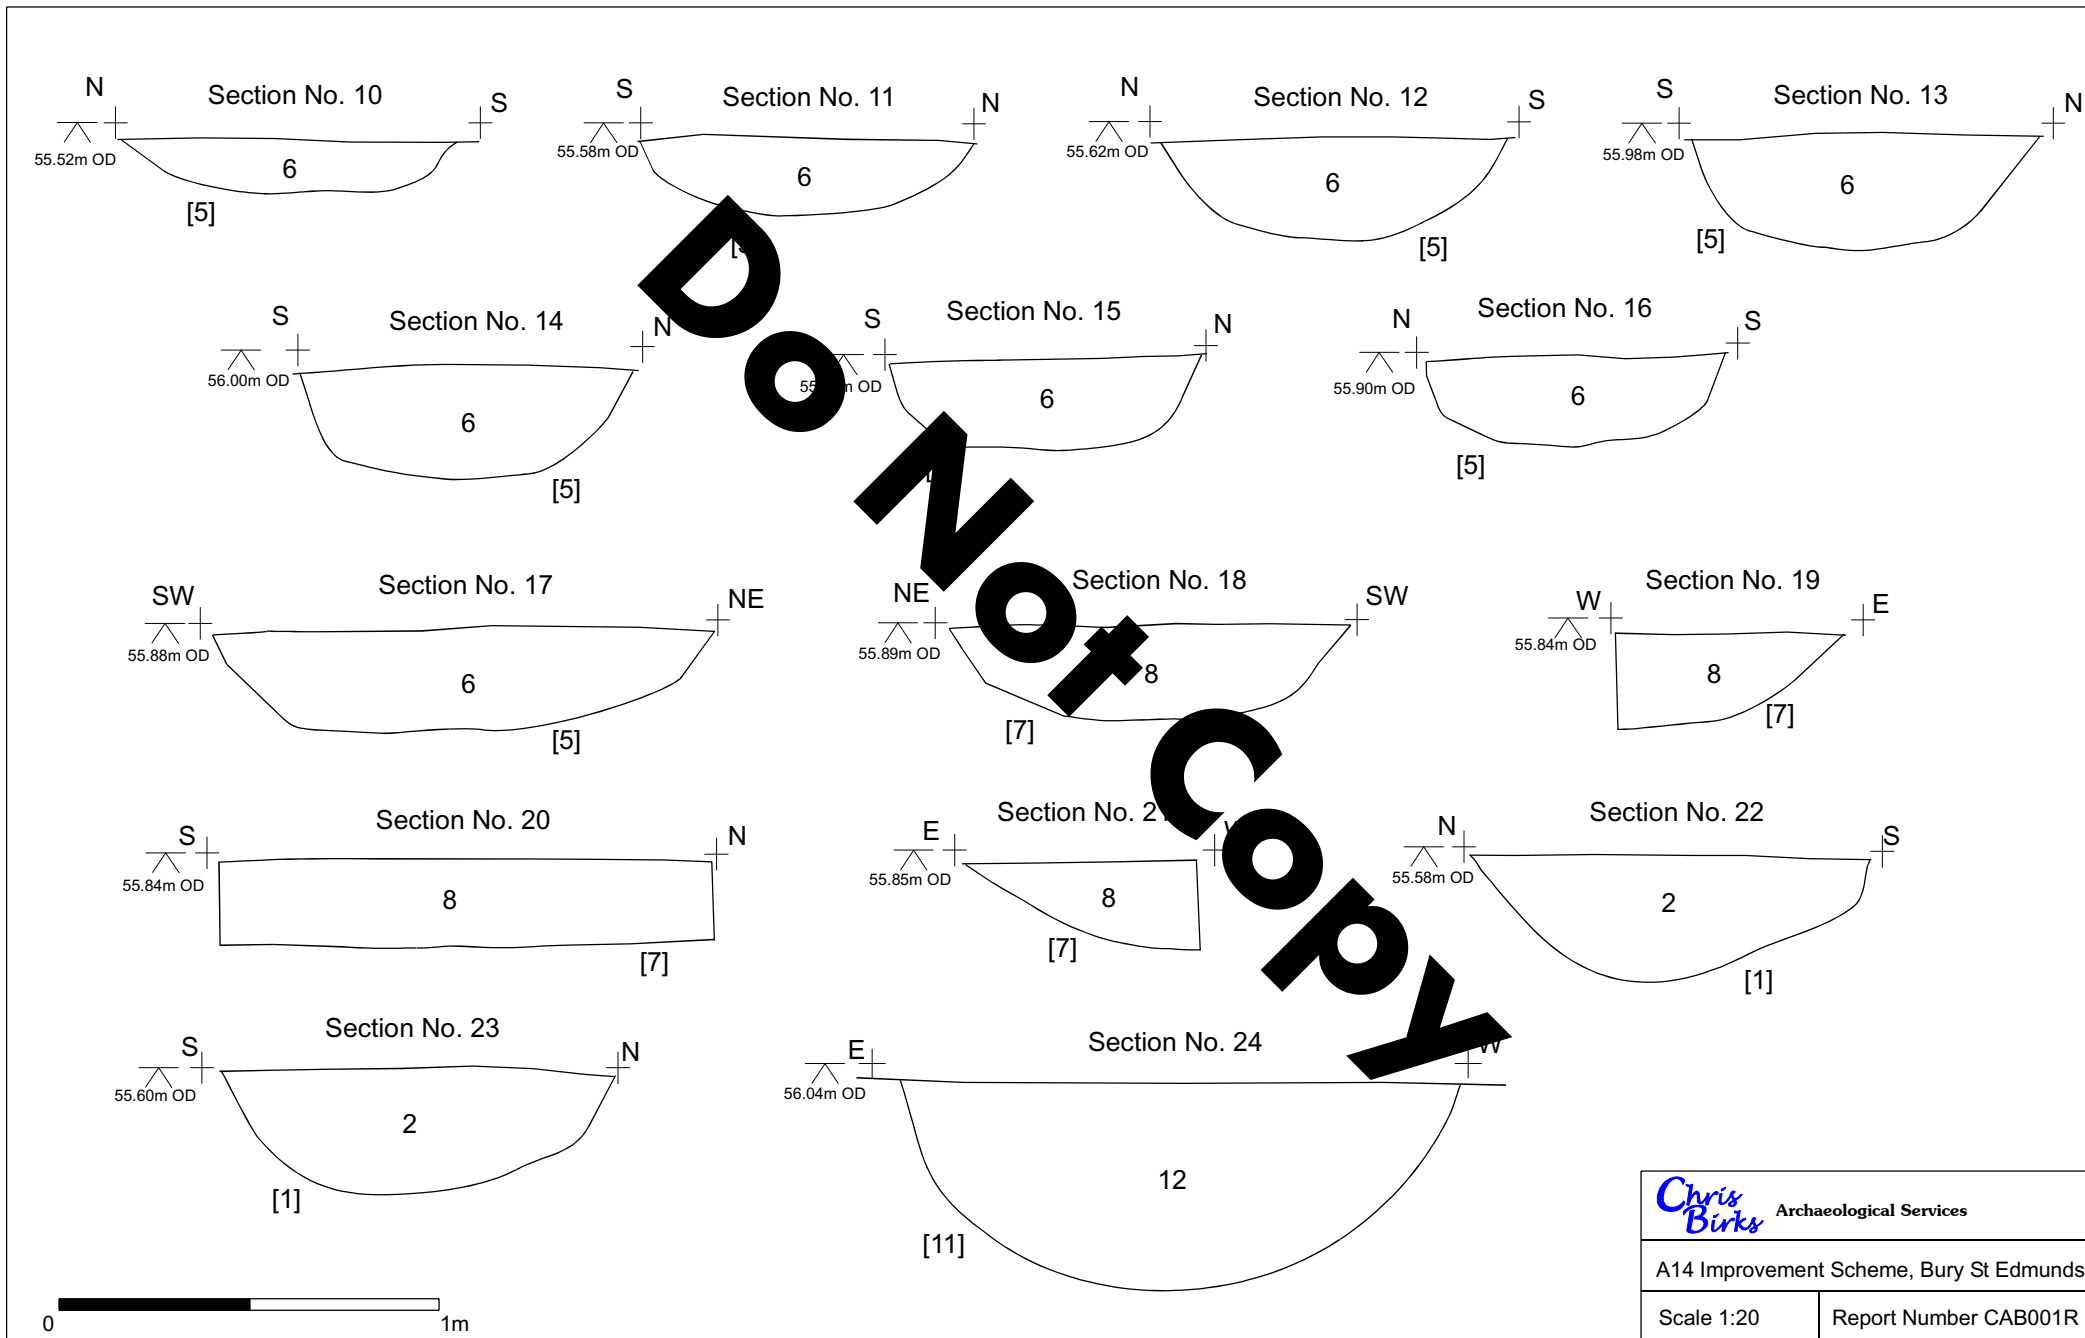 N
Section No. 10
S
55.52m OD
6
[5]
S
Section No. 11
N
55.58m OD
6
N
Section No. 12
S
55.62m OD
6
[5]
S
Section No. 13
N
55.98m OD
6
[5]
S
Section No. 14
N
56.00m OD
6
[5]
S
Section No. 15
N
6
N
Section No. 16
S
55.90m OD
6
[5]
SW
Section No. 17
NE
55.88m OD
6
[5]
NE
Section No. 18
SW
55.89m OD
8
[7]
W
Section No. 19
E
55.84m OD
8
[7]
S
Section No. 20
N
55.84m OD
8
[7]
E
Section No.
55.85m OD
8
[7]
N
Section No. 22
S
55.58m OD
2
[1]
S
Section No. 23
N
55.60m OD
2
[1]
E
Section No. 24
W
56.04m OD
12
[11]
Do Not Copy
0
1m
Chris
Birks
Archaeological Services
A14 Improvement Scheme, Bury St Edmunds
Scale 1:20
Report Number CAB001R